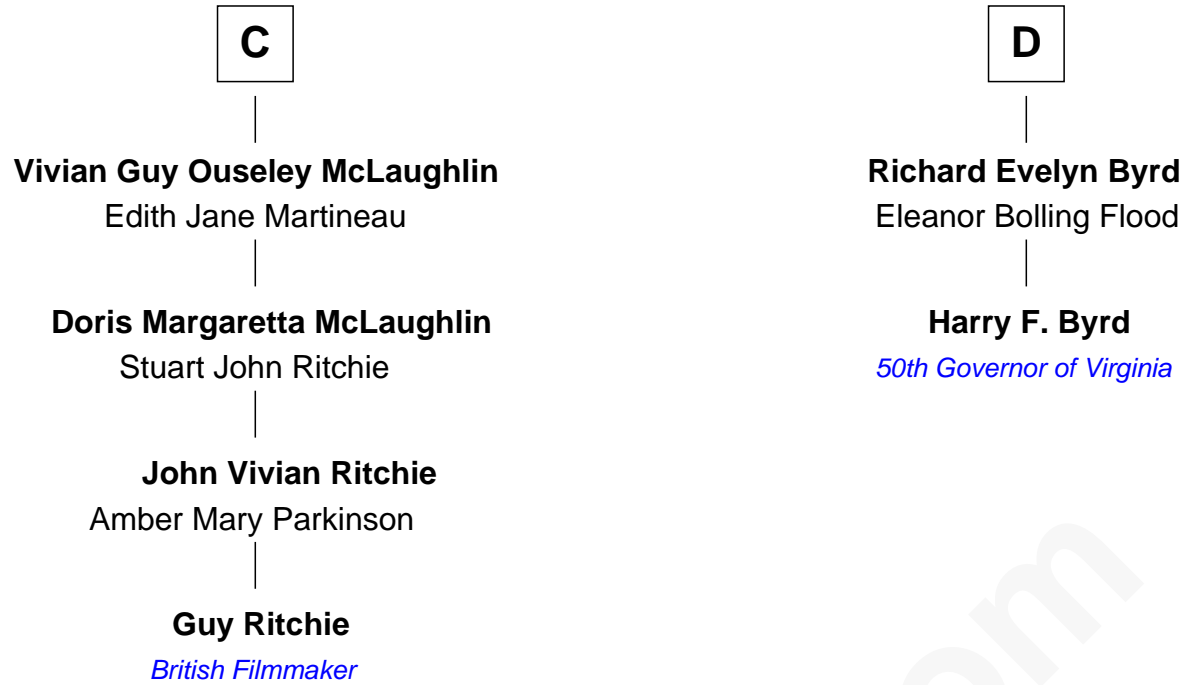 C
Vivian Guy Ouseley McLaughlin
Edith Jane Martineau
Doris Margaretta McLaughlin
Stuart John Ritchie
John Vivian Ritchie
Amber Mary Parkinson
Guy Ritchie
British Filmmaker
D
Richard Evelyn Byrd
Eleanor Bolling Flood
Harry F. Byrd
50th Governor of Virginia
om